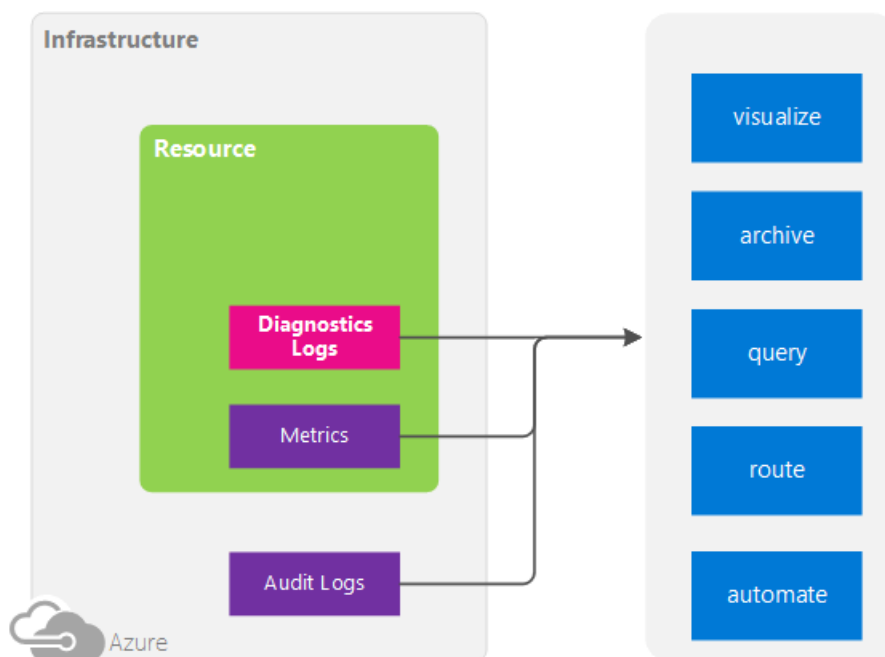 Infrastructure
Resource
Diagnostics
Logs
Metrics
Audit Logs
Azure
visualize
archive
query
route
automate